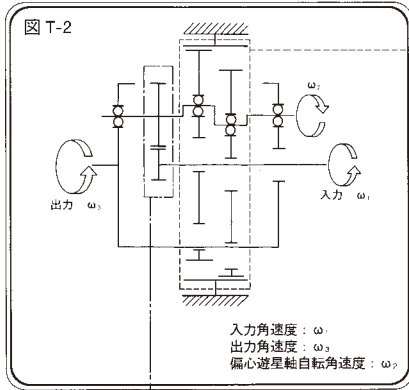 図 T-2
ω₂
出力 ω₃
入力 ω₁
入力角速度：ω₁
出力角速度：ω₃
偏心遊星軸自転角速度：ω₂